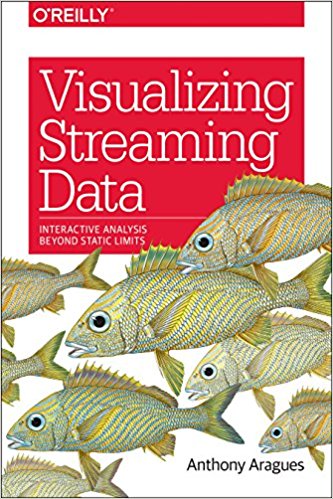 O'REILLY®
Visualizing
Streaming
Data
INTERACTIVE ANALYSIS
BEYOND STATIC LIMITS
Anthony Aragues